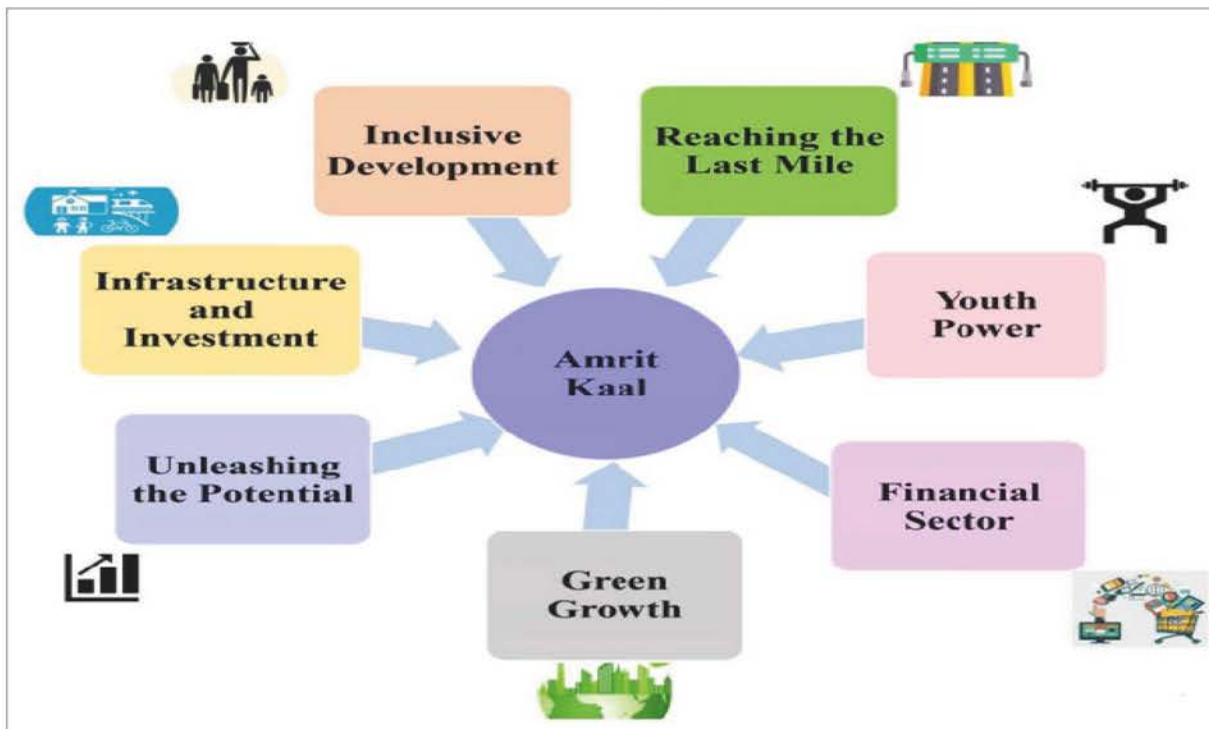 Inclusive
Development
Reaching the
Last Mile
Infrastructure
and
Investment
Youth
Power
Amrit
Kaal
Unleashing
the Potential
Financial
Sector
Green
Growth